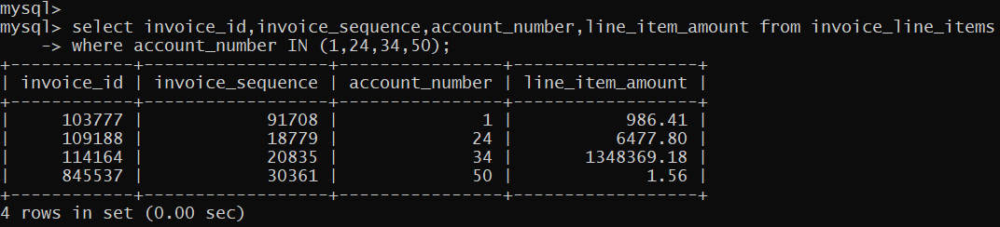 mysql>
mysql> select invoice_id,invoice_sequence,account_number,line_item_amount from invoice_line_items
    -> where account_number IN (1,24,34,50);
+------------+------------------+----------------+------------------+
| invoice_id | invoice_sequence | account_number | line_item_amount |
+------------+------------------+----------------+------------------+
|     103777 |            91708 |              1 |           986.41 |
|     109188 |            18779 |             24 |          6477.80 |
|     114164 |            20835 |             34 |       1348369.18 |
|     845537 |            30361 |             50 |             1.56 |
+------------+------------------+----------------+------------------+
4 rows in set (0.00 sec)